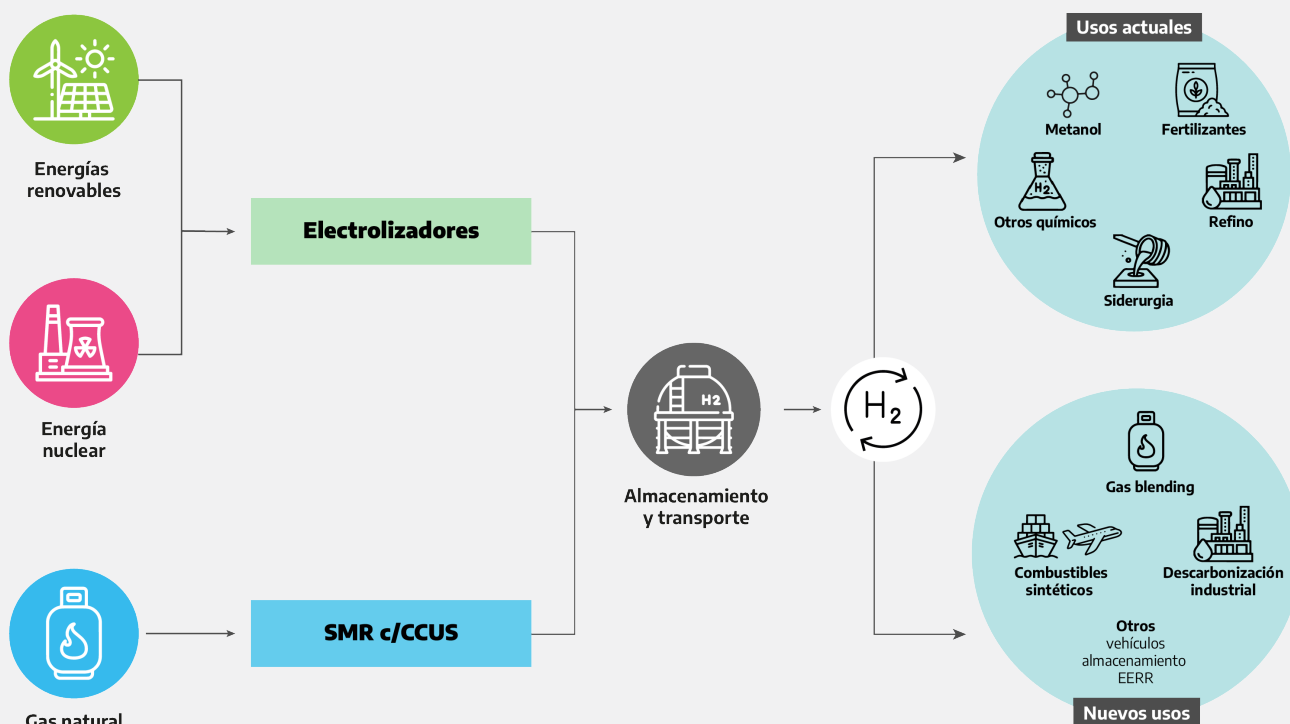 Energías
renovables
Energía
nuclear
Gas natural
Electrolizadores
SMR c/CCUS
H2
Almacenamiento
y transporte
H2
Usos actuales
Metanol
Fertilizantes
H2
Otros químicos
Refino
Siderurgia
Gas blending
Combustibles
sintéticos
Descarbonización
industrial
Otros
vehículos
almacenamiento
EERR
Nuevos usos